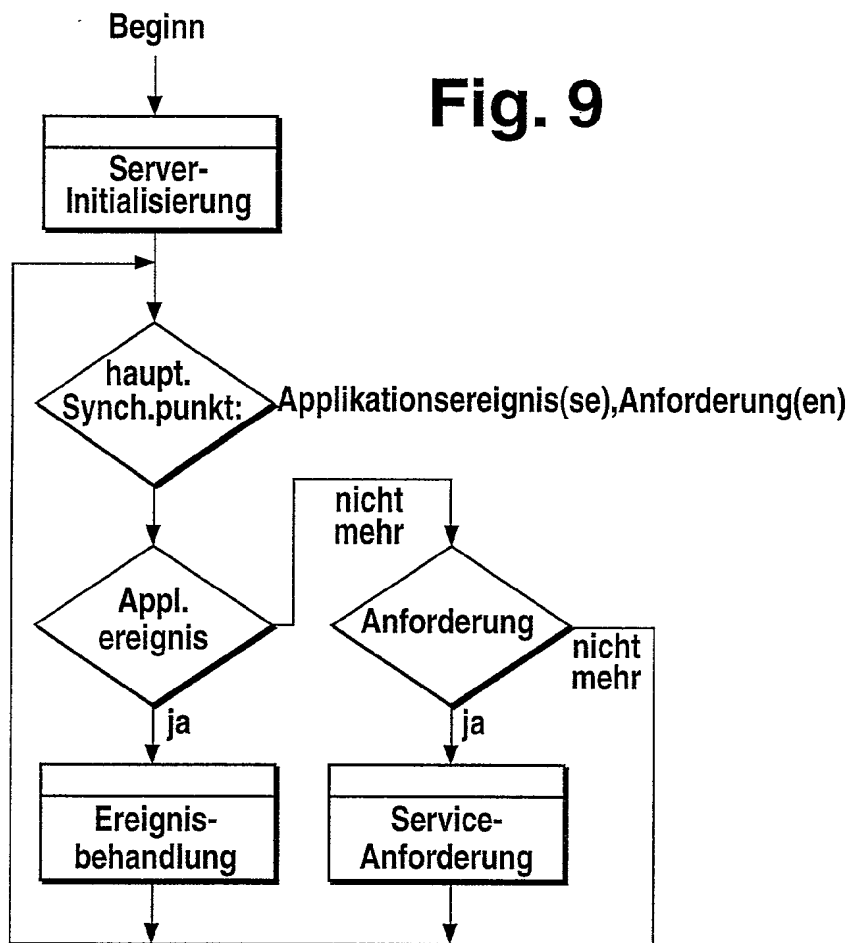 Beginn
Fig. 9
Server-
Initialisierung
haupt.
Synch.punkt:
Applikationsereignis(se),Anforderung(en)
nicht
mehr
Appl.
ereignis
Anforderung
nicht
mehr
ja
ja
Ereignis-
behandlung
Service-
Anforderung